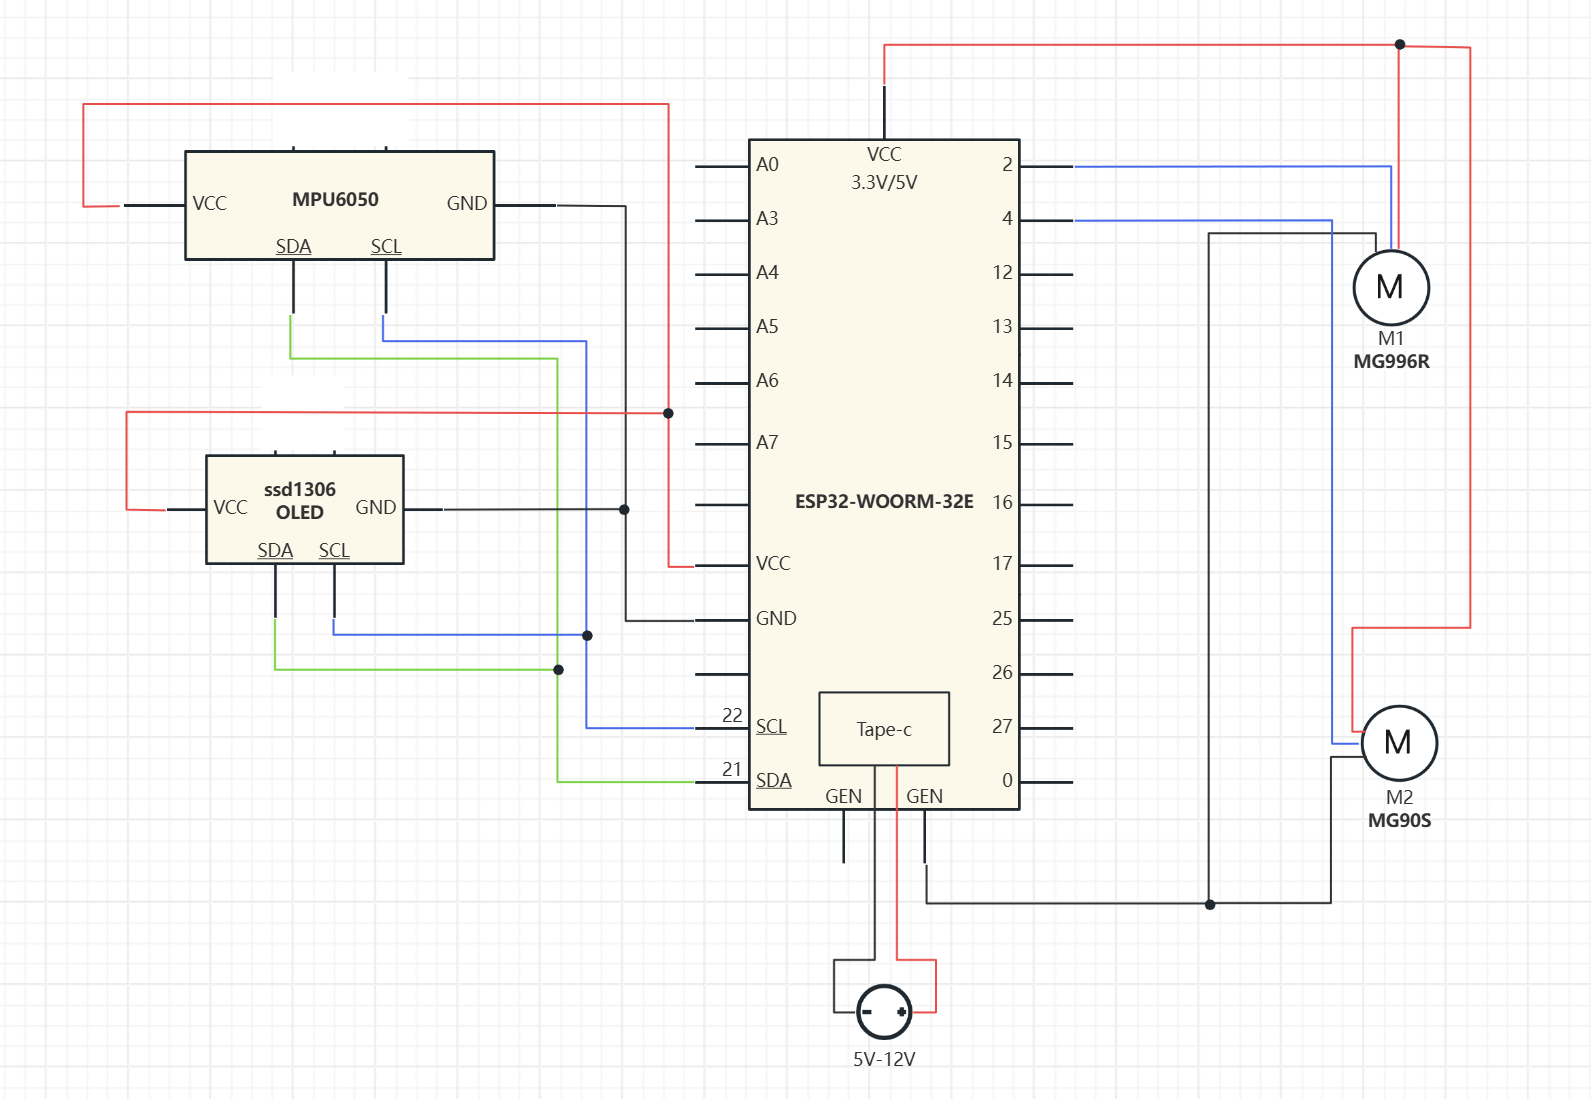 MPU6050
VCC
GND
SDA
SCL
ssd1306
OLED
VCC
GND
SDA
SCL
VCC
3.3V/5V
A0
A3
A4
A5
A6
A7
VCC
GND
22
SCL
21
SDA
ESP32-WOORM-32E
2
4
12
13
14
15
16
17
25
26
27
0
Tape-c
GEN
GEN
M
M1
MG996R
M
M2
MG90S
5V-12V